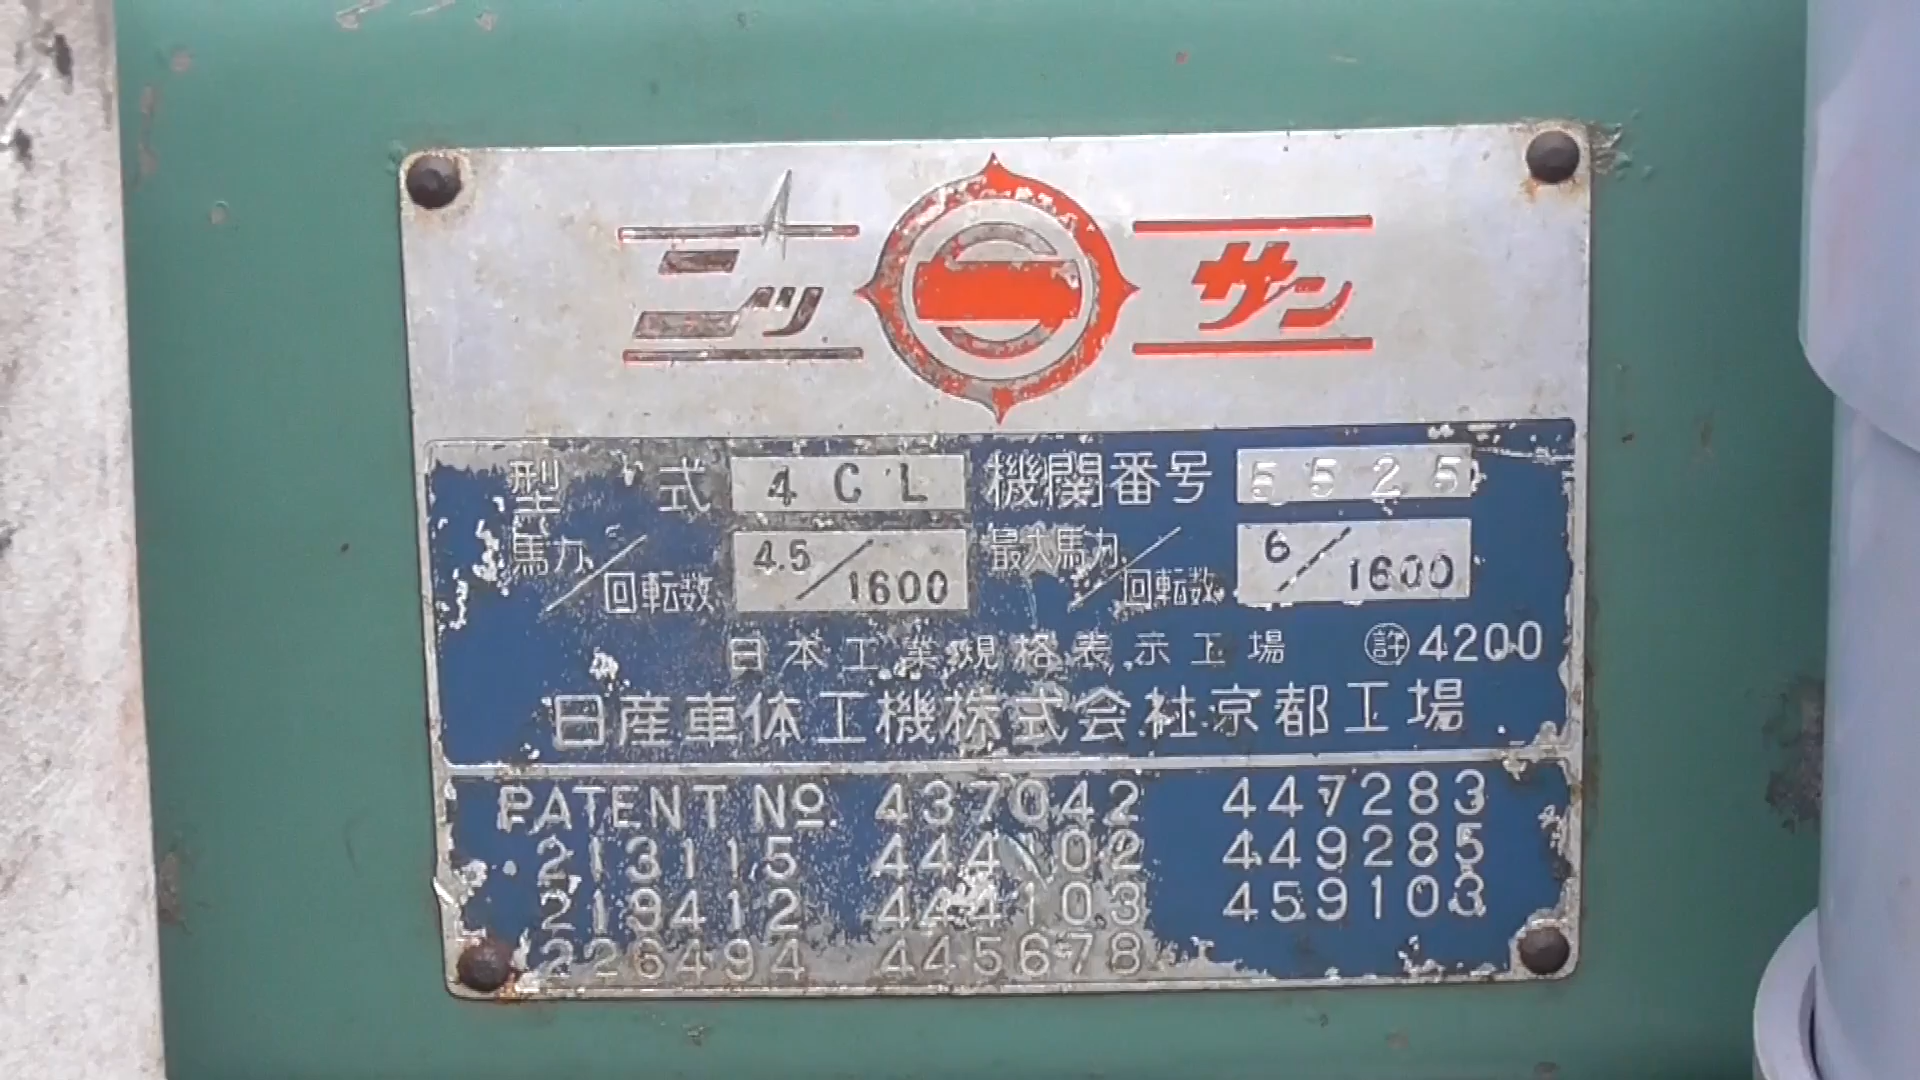 ニッサン
型式 4CL 機関番号 5525
馬力/回転数 4.5/1600 最大馬力/回転数 6/1600
日本工業規格表示工場 ㊟4200
日産車体工機株式会社京都工場
PATENT No. 437042 447283
213115 444102 449285
219412 444103 459103
226494 445678